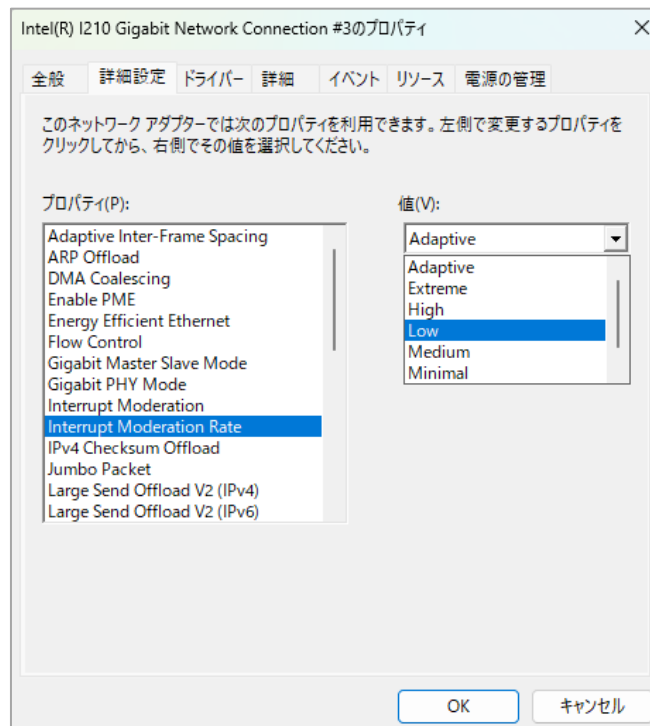 Intel(R) I210 Gigabit Network Connection #3のプロパティ
全般 詳細設定 ドライバー 詳細 イベント リソース 電源の管理
このネットワーク アダプターでは次のプロパティを利用できます。左側で変更するプロパティを
クリックしてから、右側でその値を選択してください。
プロパティ(P):
Adaptive Inter-Frame Spacing
ARP Offload
DMA Coalescing
Enable PME
Energy Efficient Ethernet
Flow Control
Gigabit Master Slave Mode
Gigabit PHY Mode
Interrupt Moderation
Interrupt Moderation Rate
IPv4 Checksum Offload
Jumbo Packet
Large Send Offload V2 (IPv4)
Large Send Offload V2 (IPv6)
値(V):
Adaptive
Adaptive
Extreme
High
Low
Medium
Minimal
OK キャンセル